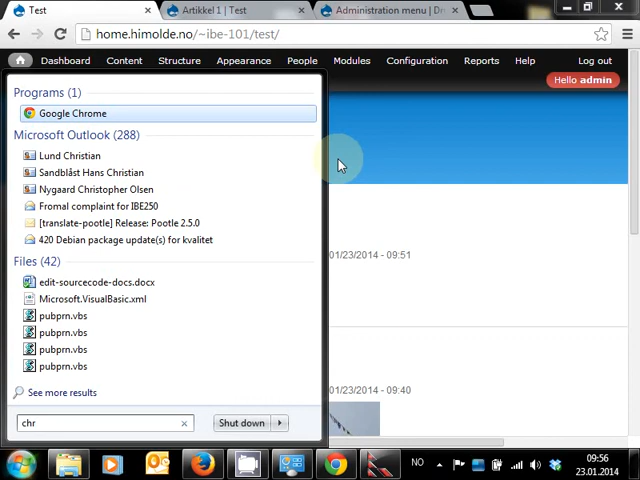 Test
Artikkel 1 | Test
Administration menu | Dr
home.himolde.no/~ibe-101/test/
Dashboard Content Structure Appearance People Modules Configuration Reports Help Log out
Hello admin
Programs (1)
Google Chrome
Microsoft Outlook (288)
Lund Christian
Sandblåst Hans Christian
Nygaard Christopher Olsen
Fromal complaint for IBE250
[translate-pootle] Release: Pootle 2.5.0
420 Debian package update(s) for kvalitet
Files (42)
edit-sourcecode-docs.docx
Microsoft.VisualBasic.xml
pubprn.vbs
pubprn.vbs
pubprn.vbs
pubprn.vbs
See more results
chr
Shut down
01/23/2014 - 09:51
01/23/2014 - 09:40
NO
09:56
23.01.2014